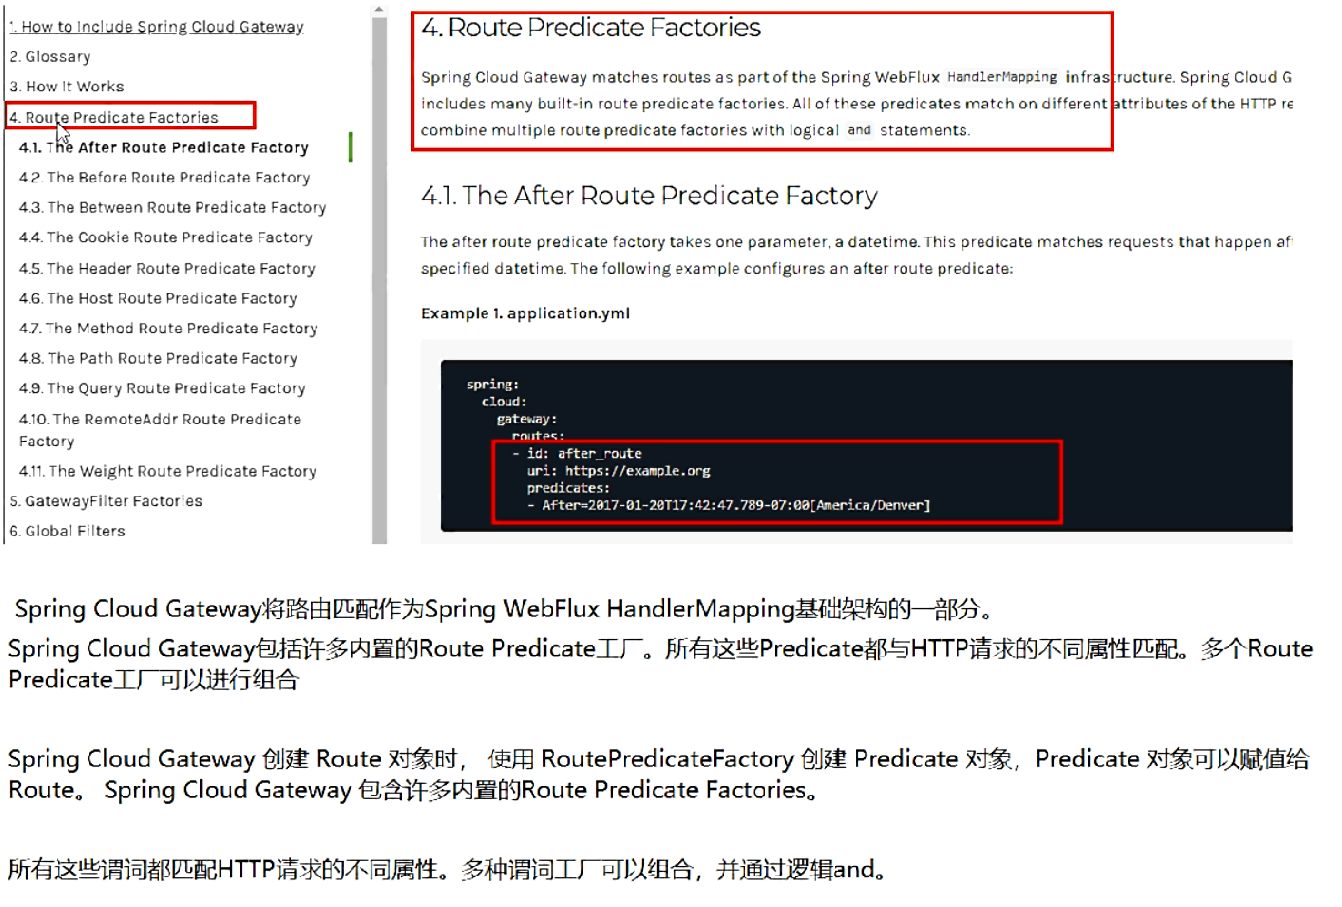 1. How to Include Spring Cloud Gateway
2. Glossary
3. How It Works
4. Route Predicate Factories
4.1. The After Route Predicate Factory
4.2. The Before Route Predicate Factory
4.3. The Between Route Predicate Factory
4.4. The Cookie Route Predicate Factory
4.5. The Header Route Predicate Factory
4.6. The Host Route Predicate Factory
4.7. The Method Route Predicate Factory
4.8. The Path Route Predicate Factory
4.9. The Query Route Predicate Factory
4.10. The RemoteAddr Route Predicate
Factory
4.11. The Weight Route Predicate Factory
5. GatewayFilter Factories
6. Global Filters
4. Route Predicate Factories
Spring Cloud Gateway matches routes as part of the Spring WebFlux HandlerMapping infrastructure. Spring Cloud G
includes many built-in route predicate factories. All of these predicates match on different attributes of the HTTP re
combine multiple route predicate factories with logical and statements.
4.1. The After Route Predicate Factory
The after route predicate factory takes one parameter, a datetime. This predicate matches requests that happen af
specified datetime. The following example configures an after route predicate:
Example 1. application.yml
spring:
cloud:
gateway:
routes:
- id: after_route
uri: https://example.org
predicates:
- After=2017-01-20T17:42:47.789-07:00[America/Denver]
Spring Cloud Gateway将路由匹配作为Spring WebFlux HandlerMapping基础架构的一部分。
Spring Cloud Gateway包括许多内置的Route Predicate工厂。所有这些Predicate都与HTTP请求的不同属性匹配。多个Route
Predicate工厂可以进行组合
Spring Cloud Gateway 创建 Route 对象时， 使用 RoutePredicateFactory 创建 Predicate 对象，Predicate 对象可以赋值给
Route。 Spring Cloud Gateway 包含许多内置的Route Predicate Factories。
所有这些谓词都匹配HTTP请求的不同属性。多种谓词工厂可以组合，并通过逻辑and。